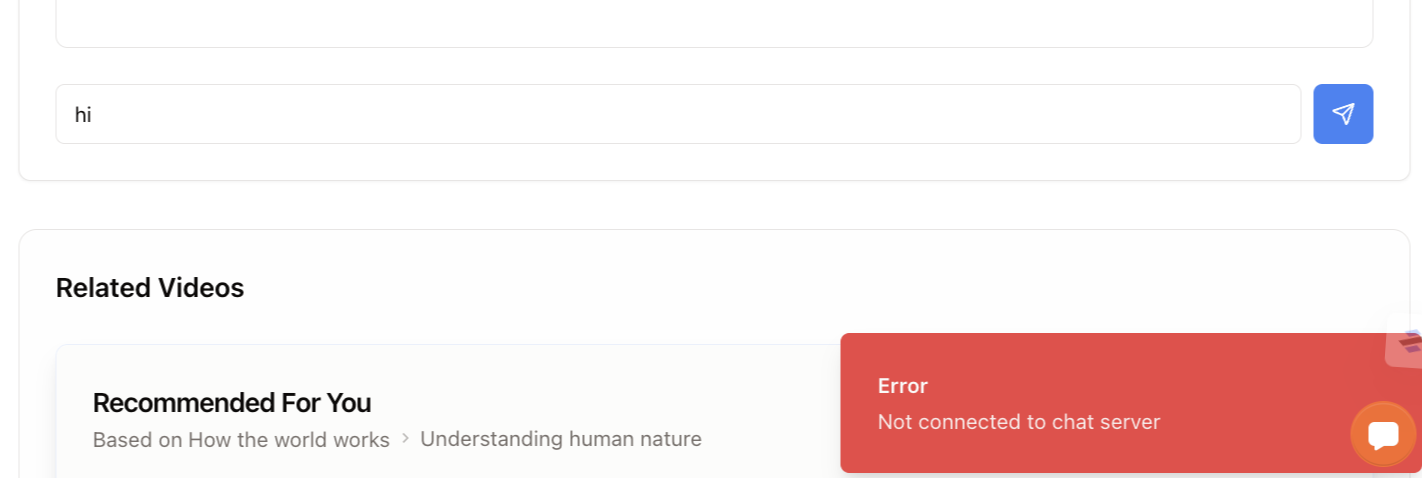 hi
Related Videos
Recommended For You
Based on How the world works > Understanding human nature
Error
Not connected to chat server